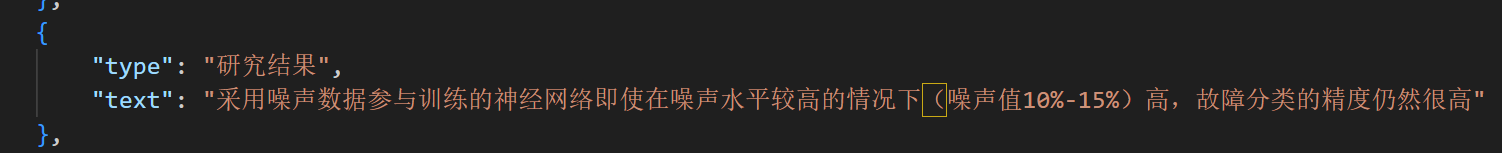 },
{
"type": "研究结果",
"text": "采用噪声数据参与训练的神经网络即使在噪声水平较高的情况下（噪声值10%-15%）高，故障分类的精度仍然很高"
},